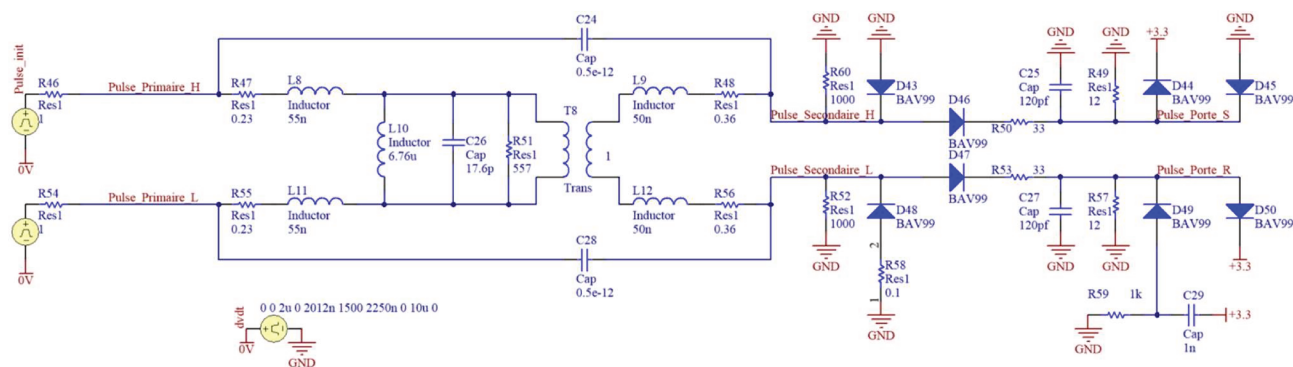 C24
Cap
0.5e-12
GND
GND
GND
GND
+3.3
GND
Pulse_init
R46
Res1
1
0V
Pulse_Primaire_H
R47
Res1
0.23
L8
Inductor
55n
L9
Inductor
50n
R48
Res1
0.36
R60
Res1
1000
D43
BAV99
D46
BAV99
R50
33
C25
Cap
120pf
R49
Res1
12
D44
BAV99
D45
BAV99
Pulse_Secondaire_H
Pulse_Porte_S
L10
Inductor
6.76u
C26
Cap
17.6p
R51
Res1
557
T8
1
Trans
R54
Res1
1
0V
Pulse_Primaire_L
R55
Res1
0.23
L11
Inductor
55n
L12
Inductor
50n
R56
Res1
0.36
Pulse_Secondaire_L
D47
BAV99
R53
33
Pulse_Porte_R
R52
Res1
1000
GND
D48
BAV99
2
R58
Res1
0.1
1
GND
C27
Cap
120pf
GND
R57
Res1
12
GND
D49
BAV99
D50
BAV99
+3.3
C28
Cap
0.5e-12
R59
1k
GND
C29
Cap
1n
+3.3
dvdt
0 0 2u 0 2012n 1500 2250n 0 10u 0
0V
GND